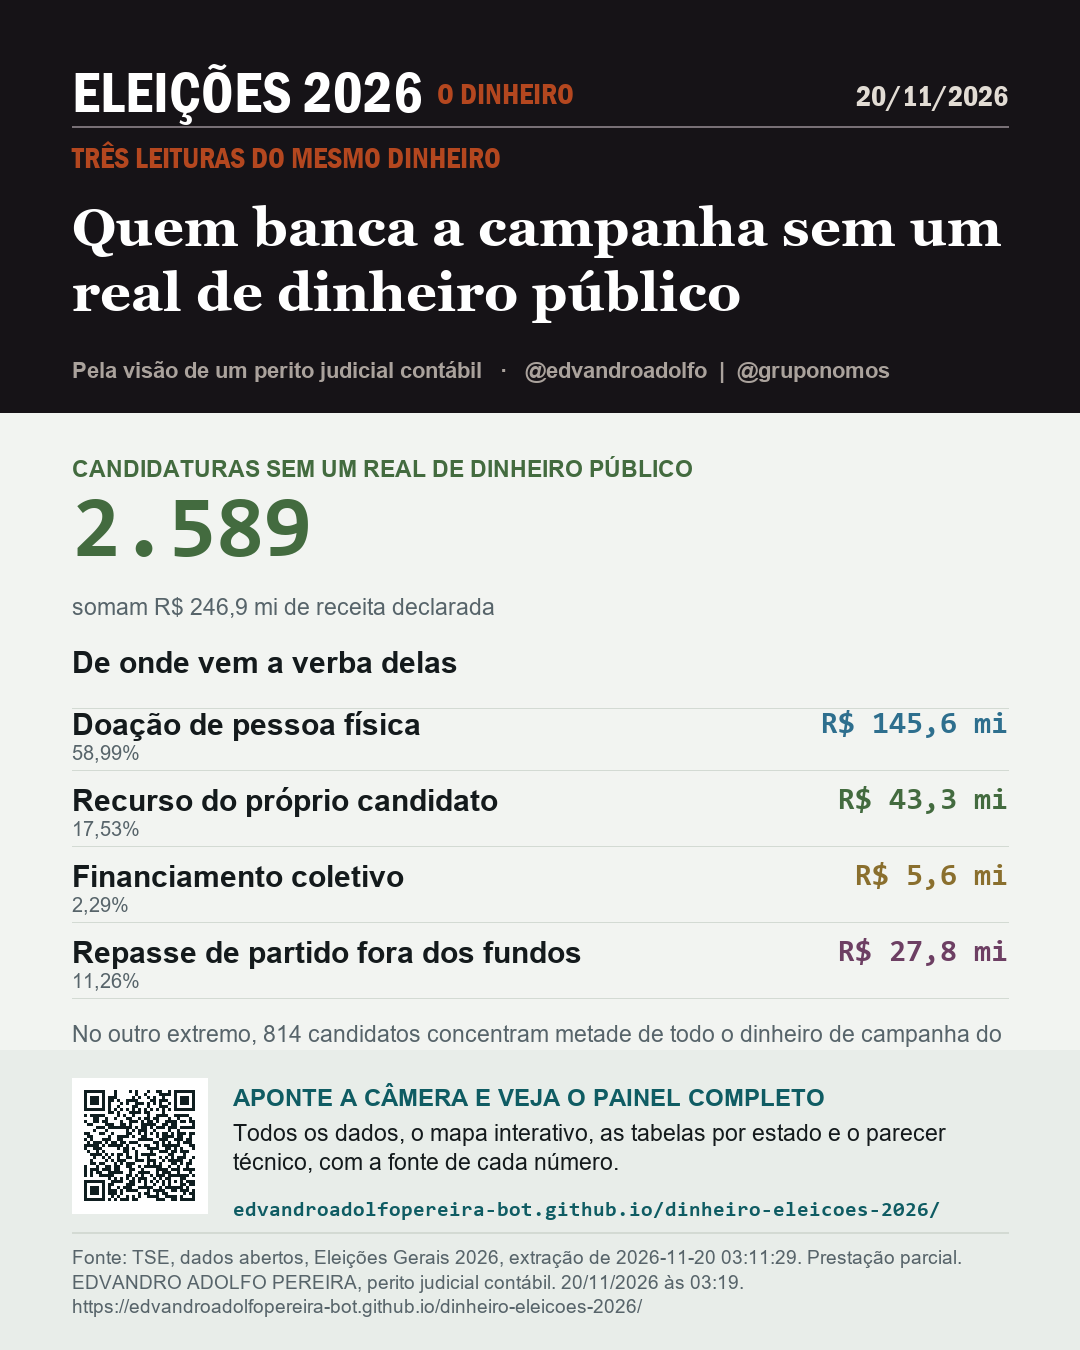 ELEIÇÕES 2026 O DINHEIRO 20/11/2026
TRÊS LEITURAS DO MESMO DINHEIRO
Quem banca a campanha sem um
real de dinheiro público
Pela visão de um perito judicial contábil · @edvandroadolfo | @gruponomos
CANDIDATURAS SEM UM REAL DE DINHEIRO PÚBLICO
2.589
somam R$ 246,9 mi de receita declarada
De onde vem a verba delas
Doação de pessoa física R$ 145,6 mi
58,99%
Recurso do próprio candidato R$ 43,3 mi
17,53%
Financiamento coletivo R$ 5,6 mi
2,29%
Repasse de partido fora dos fundos R$ 27,8 mi
11,26%
No outro extremo, 814 candidatos concentram metade de todo o dinheiro de campanha do
APONTE A CÂMERA E VEJA O PAINEL COMPLETO
Todos os dados, o mapa interativo, as tabelas por estado e o parecer
técnico, com a fonte de cada número.
edvandroadolfopereira-bot.github.io/dinheiro-eleicoes-2026/
Fonte: TSE, dados abertos, Eleições Gerais 2026, extração de 2026-11-20 03:11:29. Prestação parcial.
EDVANDRO ADOLFO PEREIRA, perito judicial contábil. 20/11/2026 às 03:19.
https://edvandroadolfopereira-bot.github.io/dinheiro-eleicoes-2026/